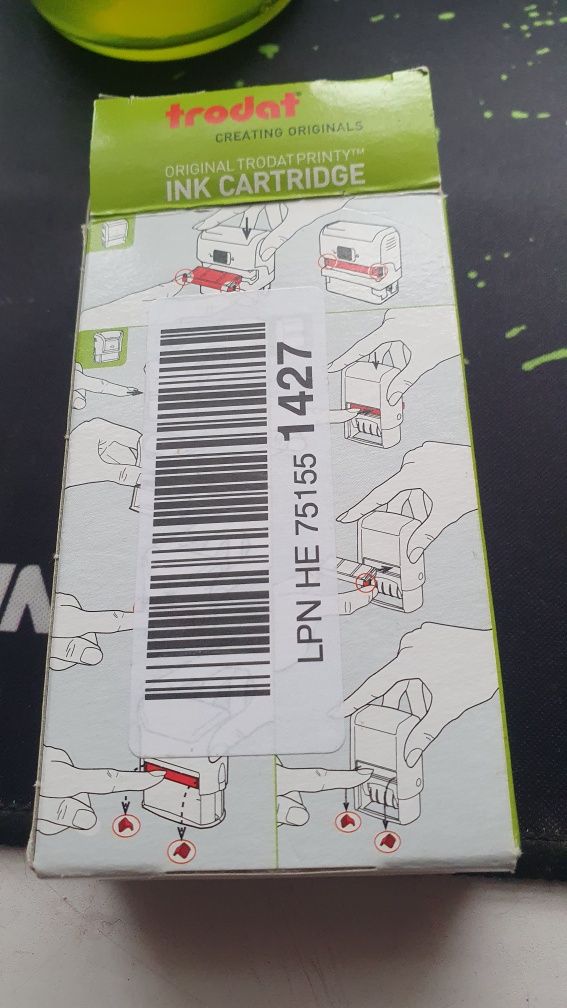 trodat
CREATING ORIGINALS
ORIGINAL TRODAT PRINTY™
INK CARTRIDGE
LPN HE 75155 1427